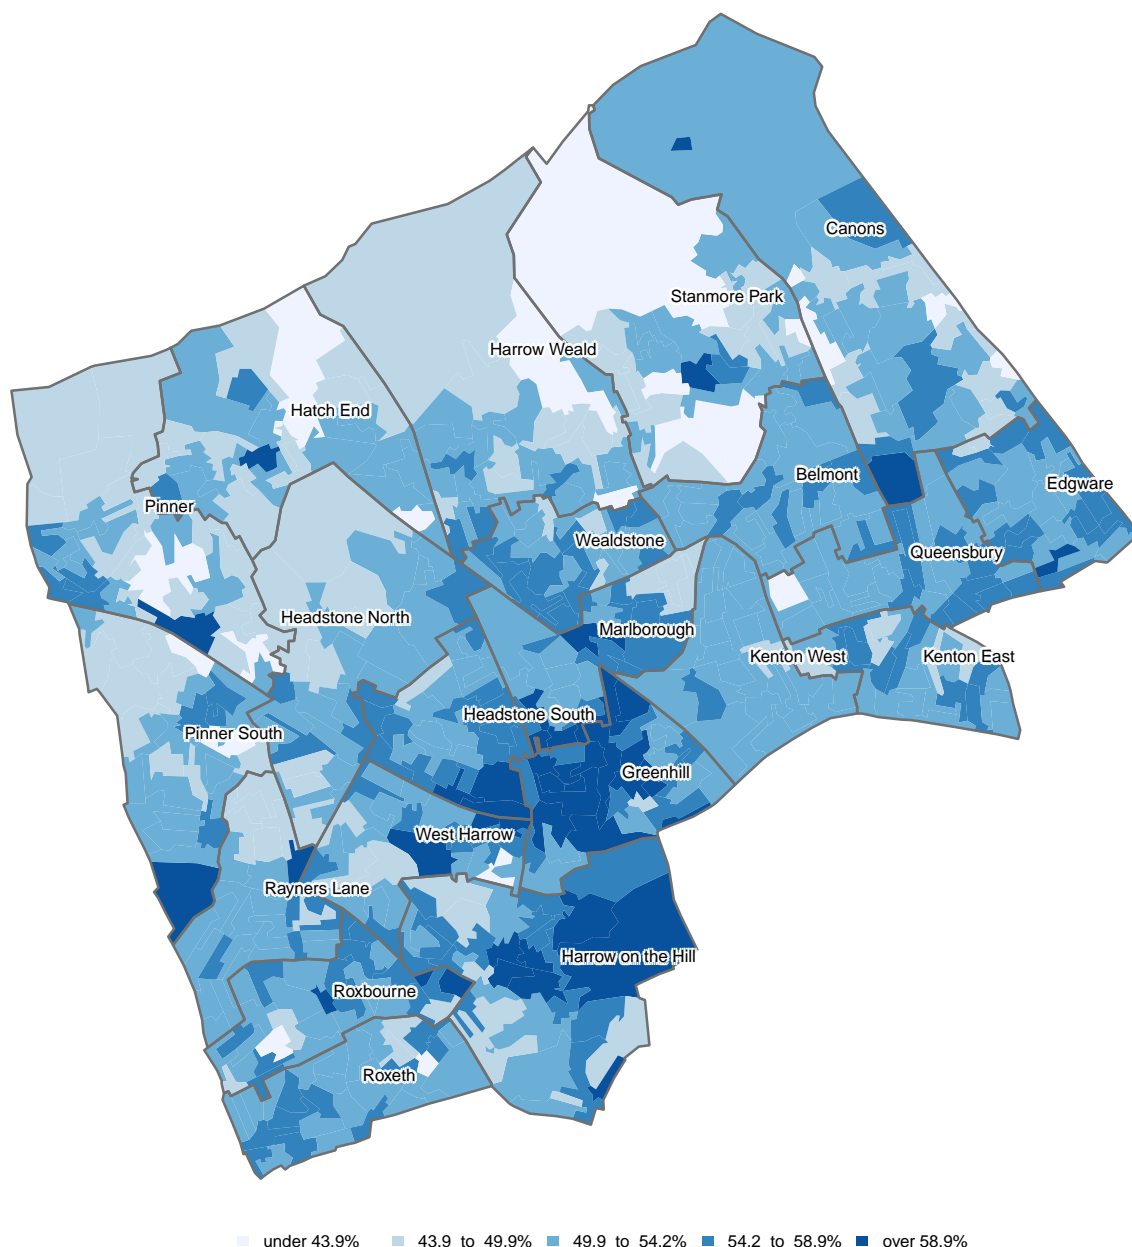 Canons
Stanmore Park
Harrow Weald
Hatch End
Belmont
Edgware
Pinner
Wealdstone
Queensbury
Headstone North
Marlborough
Kenton West
Kenton East
Headstone South
Pinner South
Greenhill
West Harrow
Rayners Lane
Harrow on the Hill
Roxbourne
Roxeth
under 43.9% 43.9 to 49.9% 49.9 to 54.2% 54.2 to 58.9% over 58.9%